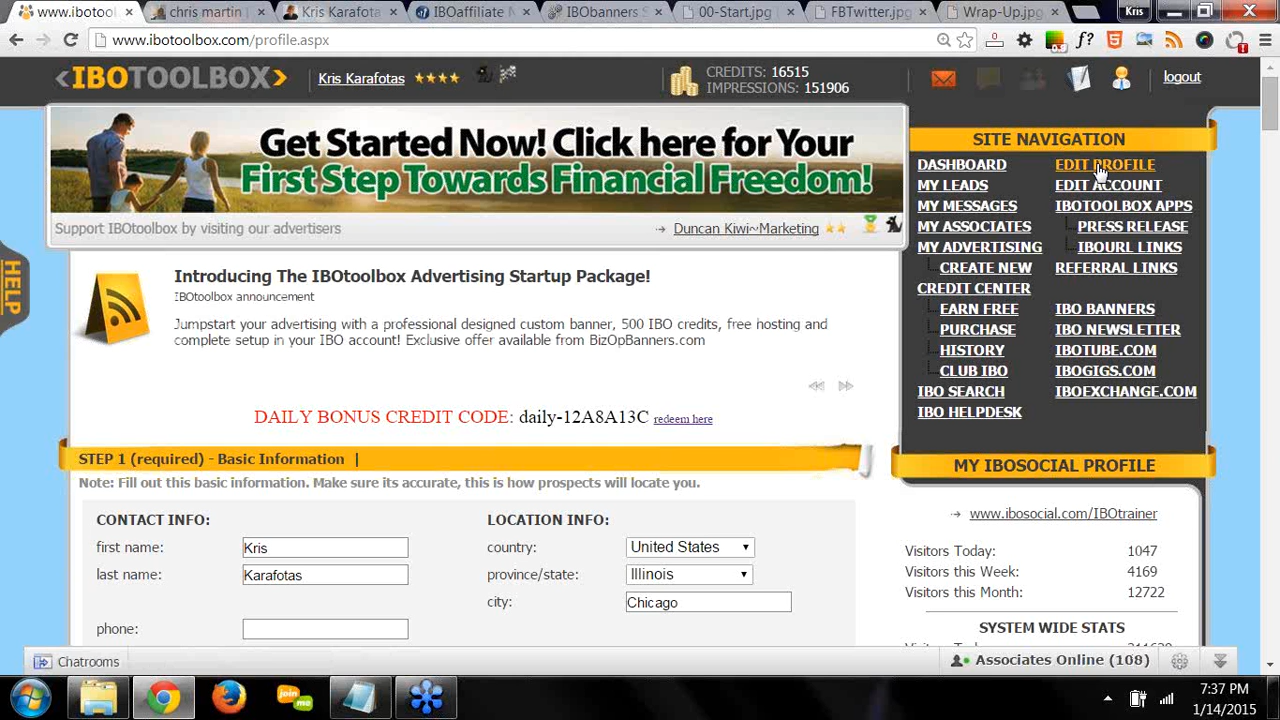 www.ibotoolbo
chris martin
Kris Karafota
IBOaffiliate N
IBObanners S
00-Start.jpg
FBTwitter.jp
Wrap-Up.jpg
Kris
www.ibotoolbox.com/profile.aspx
<IBOTOOLBOX>
Kris Karafotas
CREDITS: 16515
IMPRESSIONS: 151906
logout
Get Started Now! Click here for Your
First Step Towards Financial Freedom!
Support IBOtoolbox by visiting our advertisers
Duncan Kiwi~Marketing
HELP
Introducing The IBOtoolbox Advertising Startup Package!
IBOtoolbox announcement
Jumpstart your advertising with a professional designed custom banner, 500 IBO credits, free hosting and
complete setup in your IBO account! Exclusive offer available from BizOpBanners.com
DAILY BONUS CREDIT CODE: daily-12A8A13C redeem here
STEP 1 (required) - Basic Information |
Note: Fill out this basic information. Make sure its accurate, this is how prospects will locate you.
CONTACT INFO:
first name: Kris
last name: Karafotas
phone:
LOCATION INFO:
country: United States
province/state: Illinois
city: Chicago
SITE NAVIGATION
DASHBOARD
MY LEADS
MY MESSAGES
MY ASSOCIATES
MY ADVERTISING
CREATE NEW
CREDIT CENTER
EARN FREE
PURCHASE
HISTORY
CLUB IBO
IBO SEARCH
IBO HELPDESK
EDIT PROFILE
EDIT ACCOUNT
IBOTOOLBOX APPS
PRESS RELEASE
IBOURL LINKS
REFERRAL LINKS
IBO BANNERS
IBO NEWSLETTER
IBOTUBE.COM
IBOGIGS.COM
IBOEXCHANGE.COM
MY IBOSOCIAL PROFILE
www.ibosocial.com/IBOtrainer
Visitors Today: 1047
Visitors this Week: 4169
Visitors this Month: 12722
SYSTEM WIDE STATS
Chatrooms
Associates Online (108)
join me
7:37 PM
1/14/2015